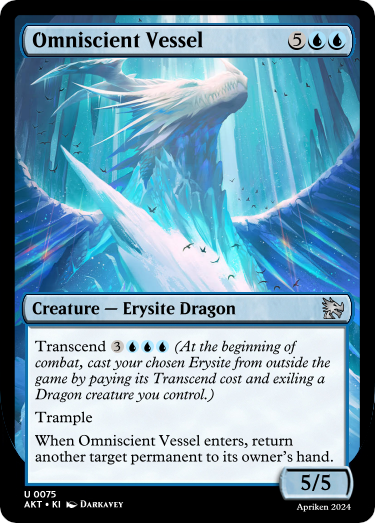 Omniscient Vessel 5
Creature — Erysite Dragon
Transcend 3 (At the beginning of
combat, cast your chosen Erysite from outside the
game by paying its Transcend cost and exiling a
Dragon creature you control.)
Trample
When Omniscient Vessel enters, return
another target permanent to its owner's hand.
5/5
U 0075
AKT • KI Darkavey
Apriken 2024